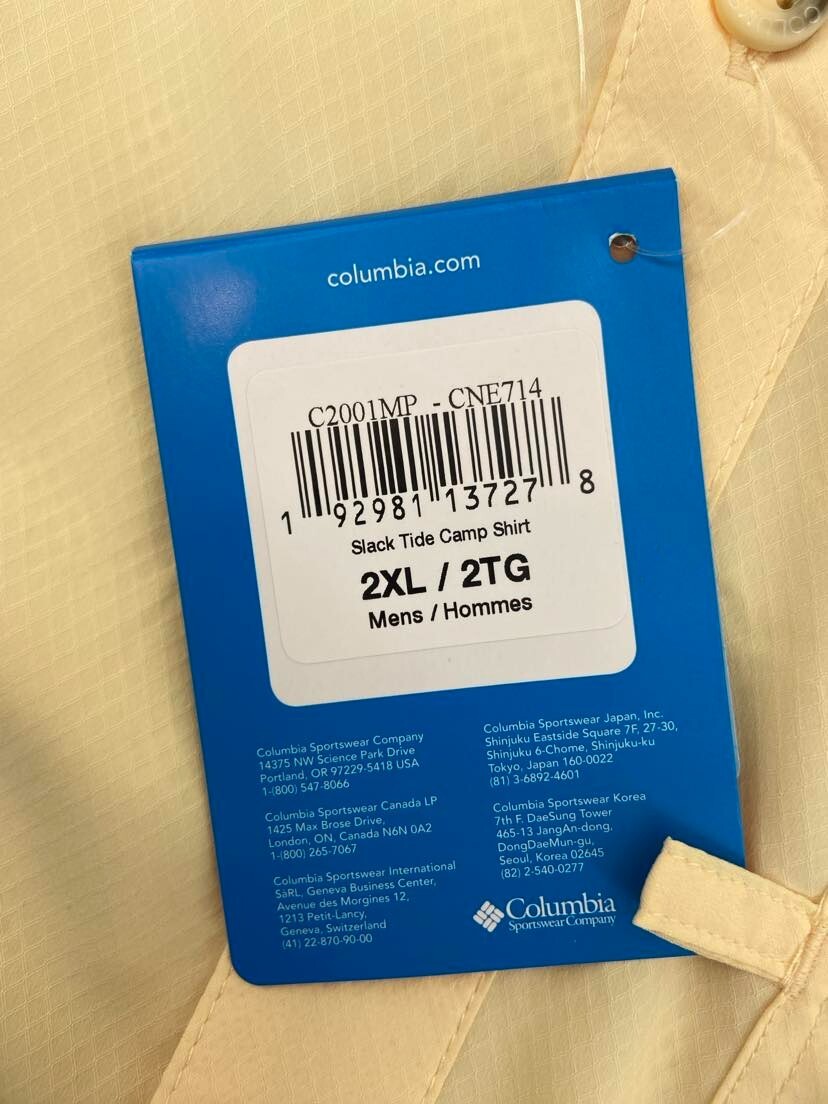 columbia.com
C2001MP - CNE714
1 92981 13727 8
Slack Tide Camp Shirt
2XL / 2TG
Mens / Hommes
Columbia Sportswear Company
14375 NW Science Park Drive
Portland, OR 97229-5418 USA
1-(800) 547-8066
Columbia Sportswear Canada LP
1425 Max Brose Drive,
London, ON, Canada N6N 0A2
1-(800) 265-7067
Columbia Sportswear International
SàRL, Geneva Business Center,
Avenue des Morgines 12,
1213 Petit-Lancy,
Geneva, Switzerland
(41) 22-870-90-00
Columbia Sportswear Japan, Inc.
Shinjuku Eastside Square 7F, 27-30,
Shinjuku 6-Chome, Shinjuku-ku
Tokyo, Japan 160-0022
(81) 3-6892-4601
Columbia Sportswear Korea
7th F. DaeSung Tower
465-13 JangAn-dong,
DongDaeMun-gu,
Seoul, Korea 02645
(82) 2-540-0277
Columbia
Sportswear Company